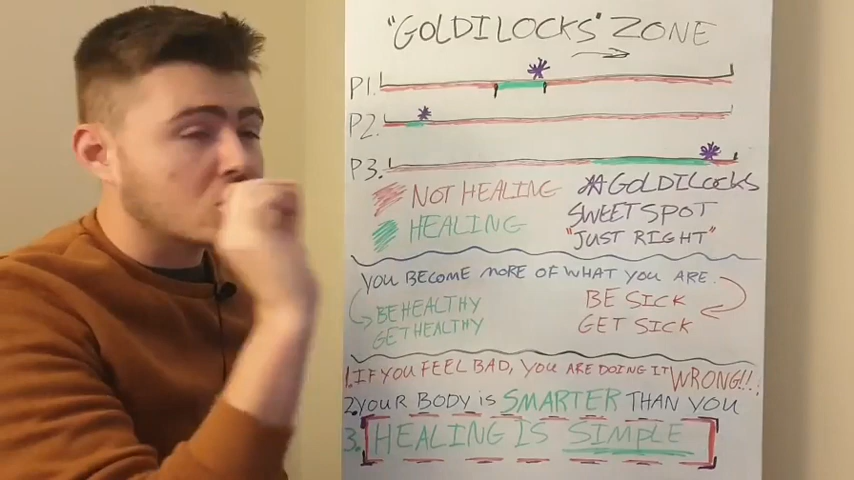 "GOLDILOCKS" ZONE
P1.
P2.
P3.
NOT HEALING
HEALING
*GOLDILOCKS
SWEETSPOT
"JUST RIGHT"
YOU BECOME MORE OF WHAT YOU ARE.
BE HEALTHY
GET HEALTHY
BE SICK
GET SICK
1. IF YOU FEEL BAD, YOU ARE DOING IT WRONG!!!
2. YOUR BODY IS SMARTER THAN YOU
3. HEALING IS SIMPLE